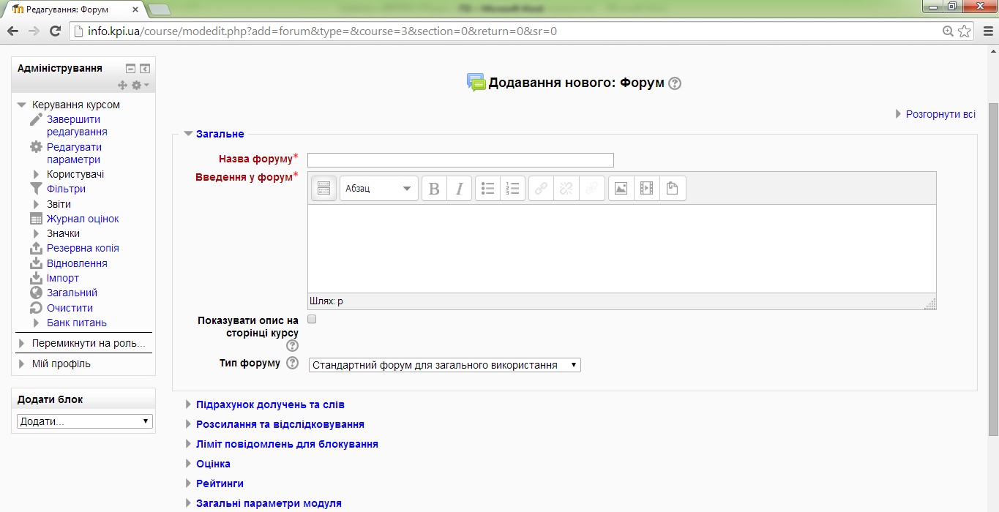 Редагування: Форум
info.kpi.ua/course/modedit.php?add=forum&type=&course=3&section=0&return=0&sr=0
Адміністрування
Керування курсом
Завершити
редагування
Редагувати
параметри
Користувачі
Фільтри
Звіти
Журнал оцінок
Значки
Резервна копія
Відновлення
Імпорт
Загальний
Очистити
Банк питань
Перемикнути на роль...
Мій профіль
Додати блок
Додати...
Додавання нового: Форум
Розгорнути всі
Загальне
Назва форуму*
Введення у форум*
Абзац
B I
Шлях: p
Показувати опис на
сторінці курсу
Тип форуму
Стандартний форум для загального використання
Підрахунок долучень та слів
Розсилання та відслідковування
Ліміт повідомлень для блокування
Оцінка
Рейтинги
Загальні параметри модуля